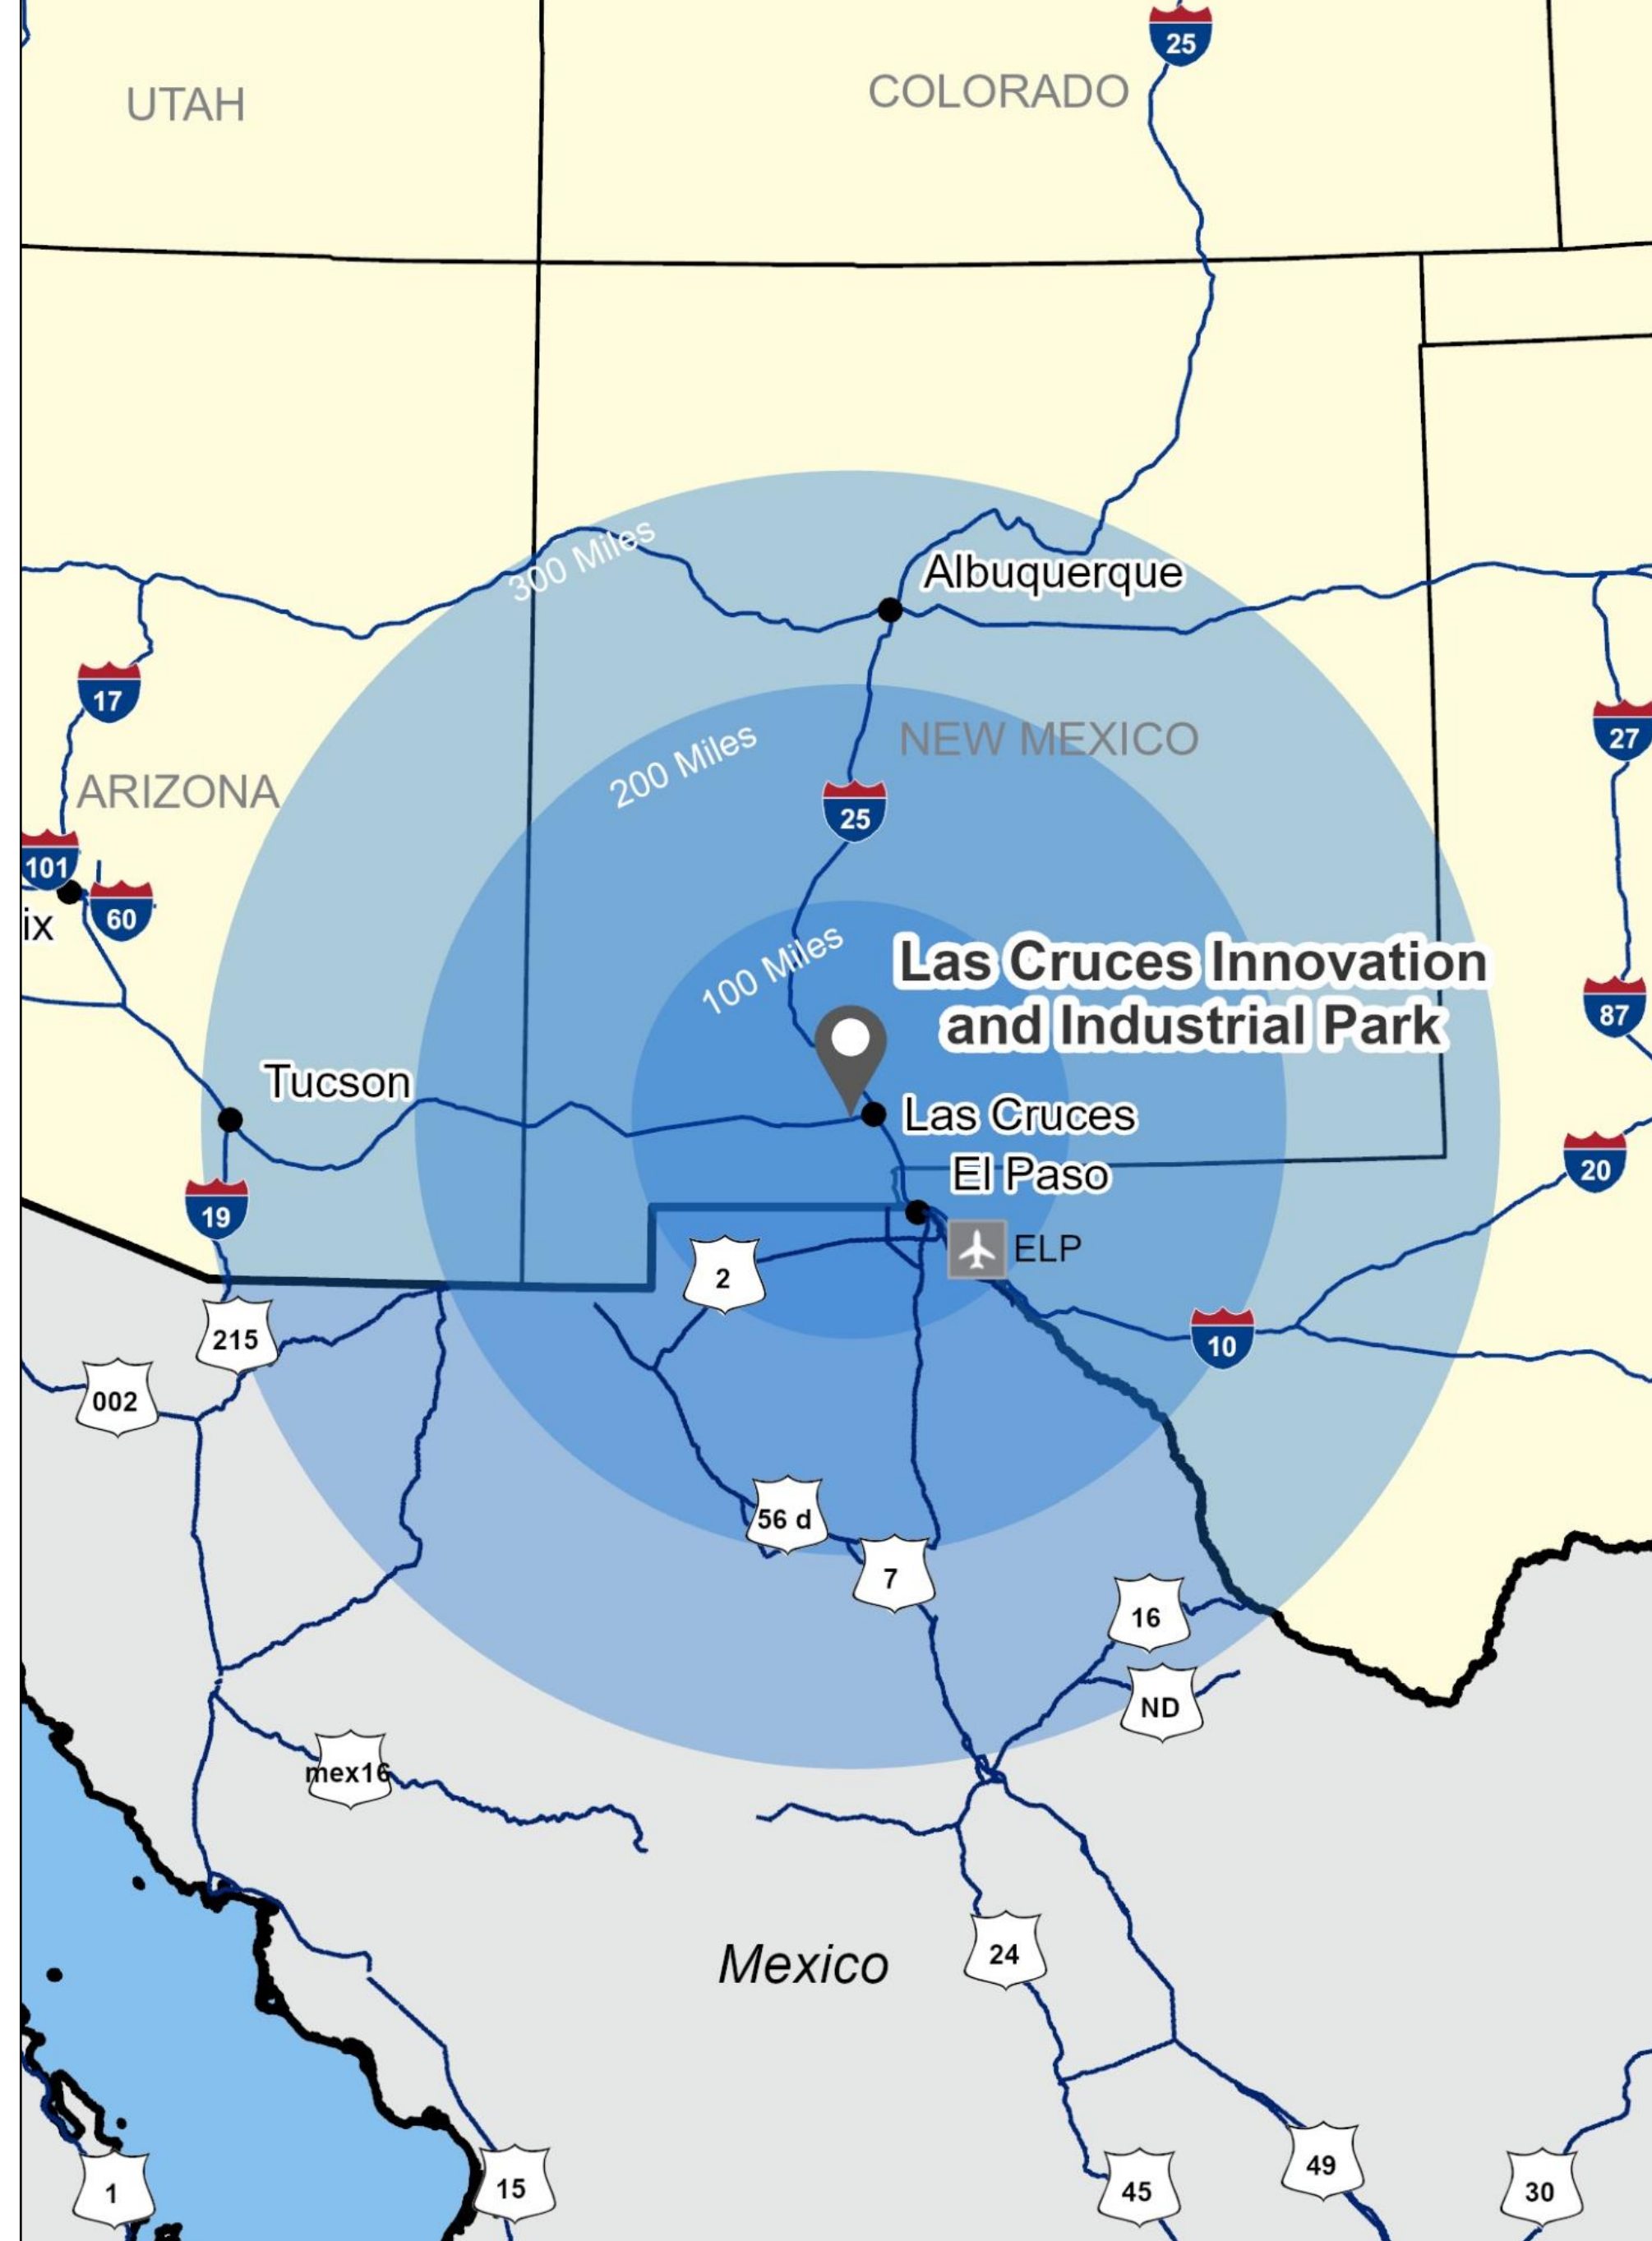 25
UTAH
COLORADO
300 Miles
Albuquerque
17
27
200 Miles
NEW MEXICO
ARIZONA
25
101
60
ix
100 Miles
Las Cruces Innovation
and Industrial Park
87
Tucson
Las Cruces
El Paso
20
19
ELP
2
215
10
002
56 d
7
16
ND
mex16
24
Mexico
49
1
15
45
30